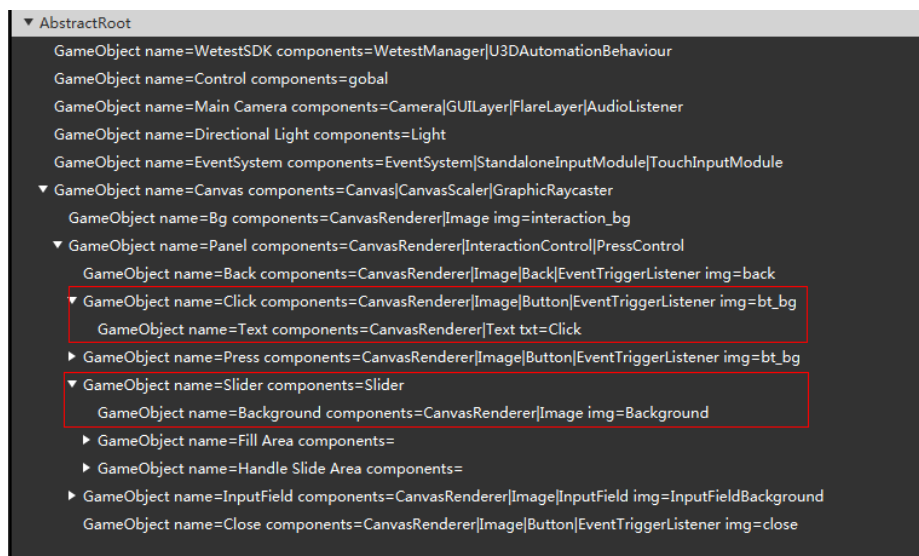 AbstractRoot
GameObject name=WetestSDK components=WetestManager|U3DAutomationBehaviour
GameObject name=Control components=gobal
GameObject name=Main Camera components=Camera|GUILayer|FlareLayer|AudioListener
GameObject name=Directional Light components=Light
GameObject name=EventSystem components=EventSystem|StandaloneInputModule|TouchInputModule
GameObject name=Canvas components=Canvas|CanvasScaler|GraphicRaycaster
GameObject name=Bg components=CanvasRenderer|Image img=interaction_bg
GameObject name=Panel components=CanvasRenderer|InteractionControl|PressControl
GameObject name=Back components=CanvasRenderer|Image|Back|EventTriggerListener img=back
GameObject name=Click components=CanvasRenderer|Image|Button|EventTriggerListener img=bt_bg
GameObject name=Text components=CanvasRenderer|Text txt=Click
GameObject name=Press components=CanvasRenderer|Image|Button|EventTriggerListener img=bt_bg
GameObject name=Slider components=Slider
GameObject name=Background components=CanvasRenderer|Image img=Background
GameObject name=Fill Area components=
GameObject name=Handle Slide Area components=
GameObject name=InputField components=CanvasRenderer|Image|InputField img=InputFieldBackground
GameObject name=Close components=CanvasRenderer|Image|Button|EventTriggerListener img=close